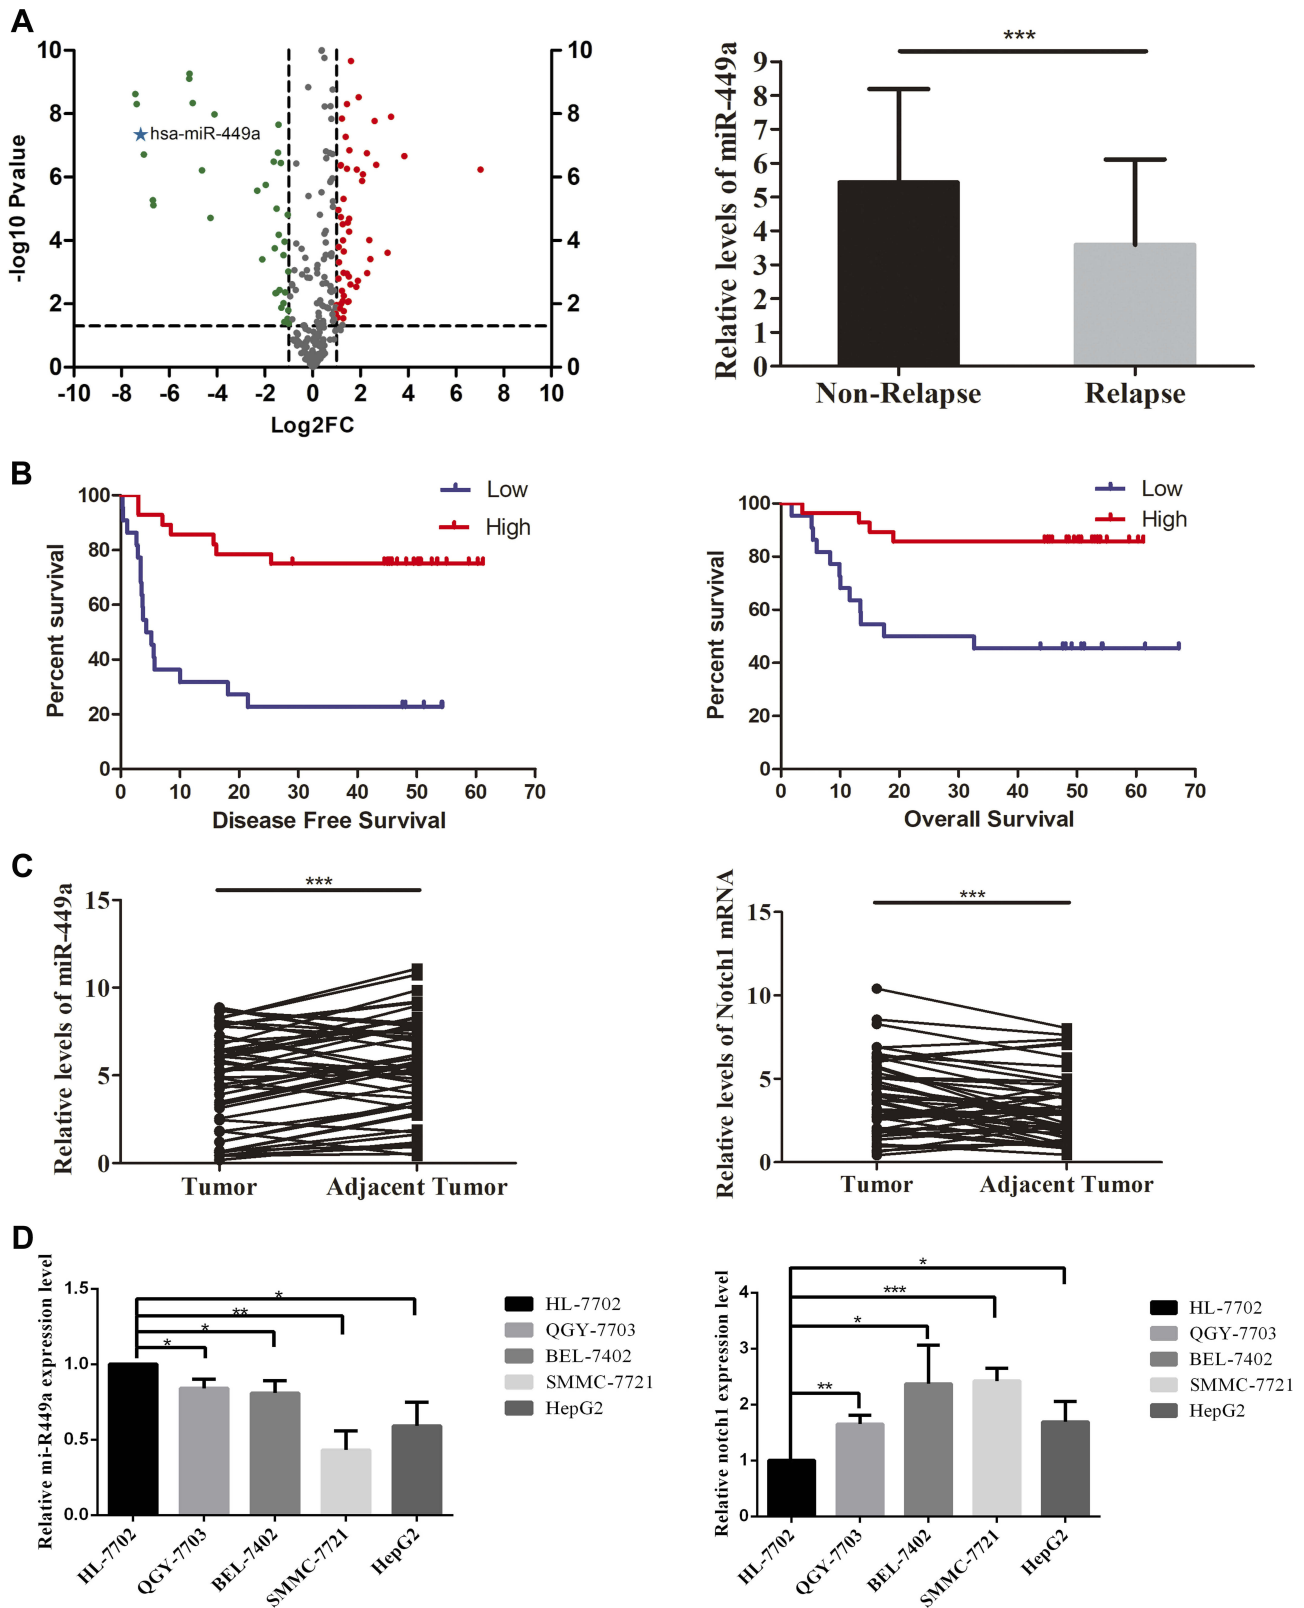 A
-log10 Pvalue
10
8
6
4
2
0
10
8
6
4
2
0
hsa-miR-449a
-10 -8 -6 -4 -2 0 2 4 6 8 10
Log2FC
***
Relative levels of miR-449a
9
8
7
6
5
4
3
2
1
0
Non-Relapse Relapse
B
Percent survival
100
80
60
40
20
0
Low
High
0 10 20 30 40 50 60 70
Disease Free Survival
Percent survival
100
80
60
40
20
0
Low
High
0 10 20 30 40 50 60 70
Overall Survival
C
Relative levels of miR-449a
15
10
5
0
***
Tumor Adjacent Tumor
Relative levels of Notch1 mRNA
15
10
5
0
***
Tumor Adjacent Tumor
D
Relative mi-R449a expression level
1.5
1.0
0.5
0.0
*
**
*
*
HL-7702
QGY-7703
BEL-7402
SMMC-7721
HepG2
HL-7702
QGY-7703
BEL-7402
SMMC-7721
HepG2
Relative notch1 expression level
4
3
2
1
0
*
***
*
**
HL-7702
QGY-7703
BEL-7402
SMMC-7721
HepG2
HL-7702
QGY-7703
BEL-7402
SMMC-7721
HepG2